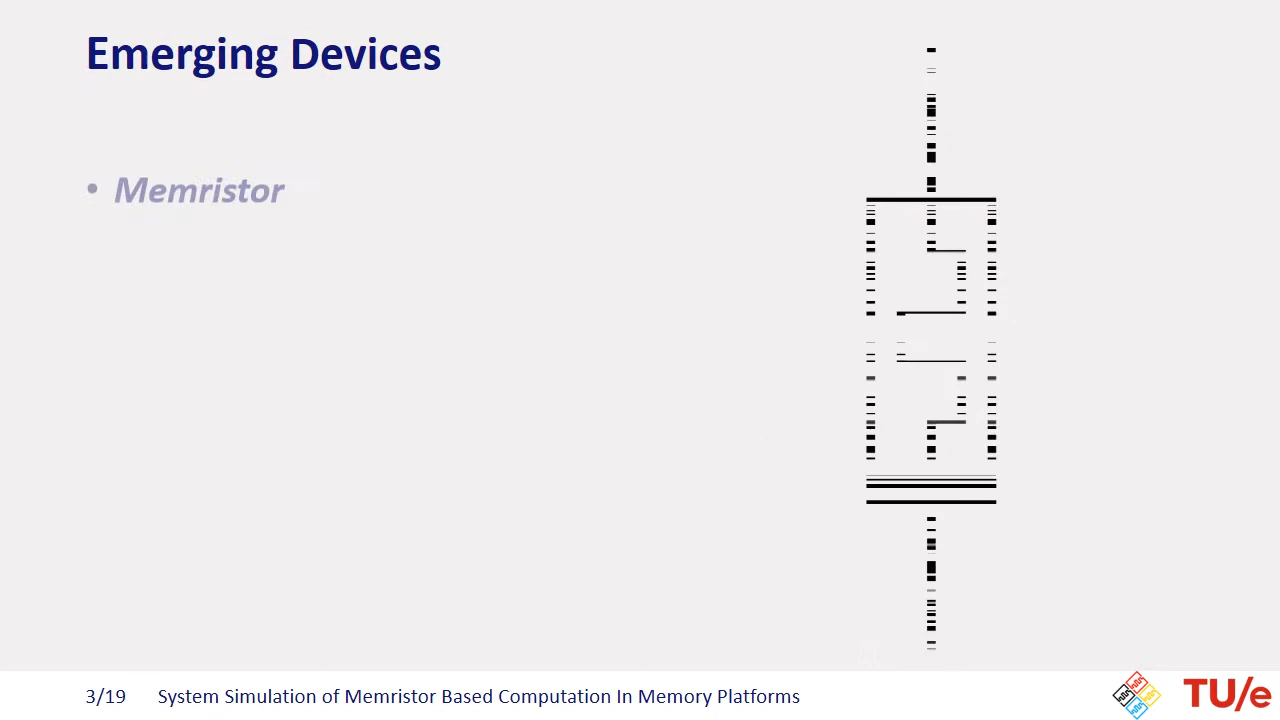 Emerging Devices
• Memristor
3/19 System Simulation of Memristor Based Computation In Memory Platforms
TU/e